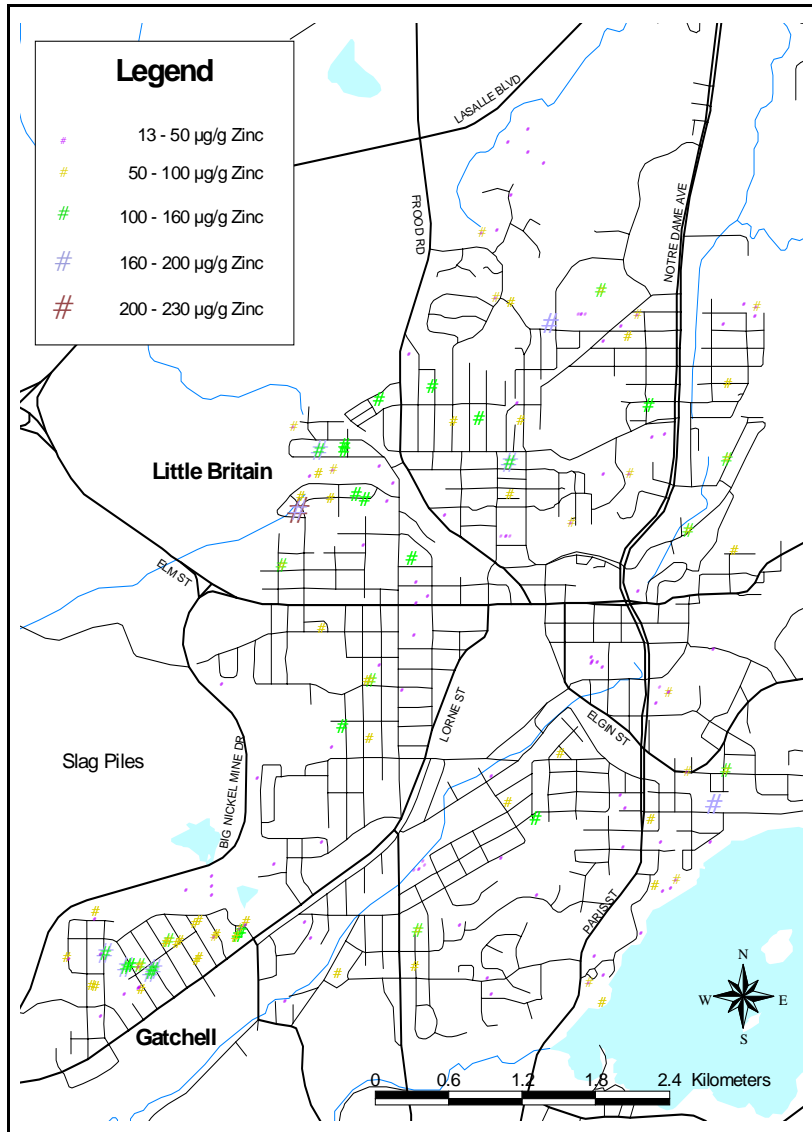 Legend
# 13 - 50 µg/g Zinc
# 50 - 100 µg/g Zinc
# 100 - 160 µg/g Zinc
# 160 - 200 µg/g Zinc
# 200 - 230 µg/g Zinc
LASALLE BLVD
FROOD RD
NOTRE DAME AVE
Little Britain
ELM ST
LORNE ST
ELGIN ST
Slag Piles
BIG NICKEL MINE DR
PARIS ST
Gatchell
N
W E
S
0 0.6 1.2 1.8 2.4 Kilometers